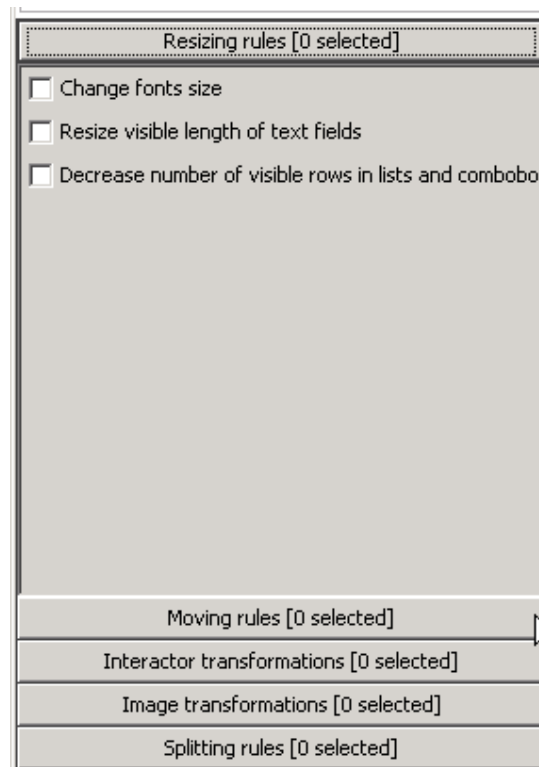 Resizing rules [0 selected]
Change fonts size
Resize visible length of text fields
Decrease number of visible rows in lists and combobo
Moving rules [0 selected]
Interactor transformations [0 selected]
Image transformations [0 selected]
Splitting rules [0 selected]